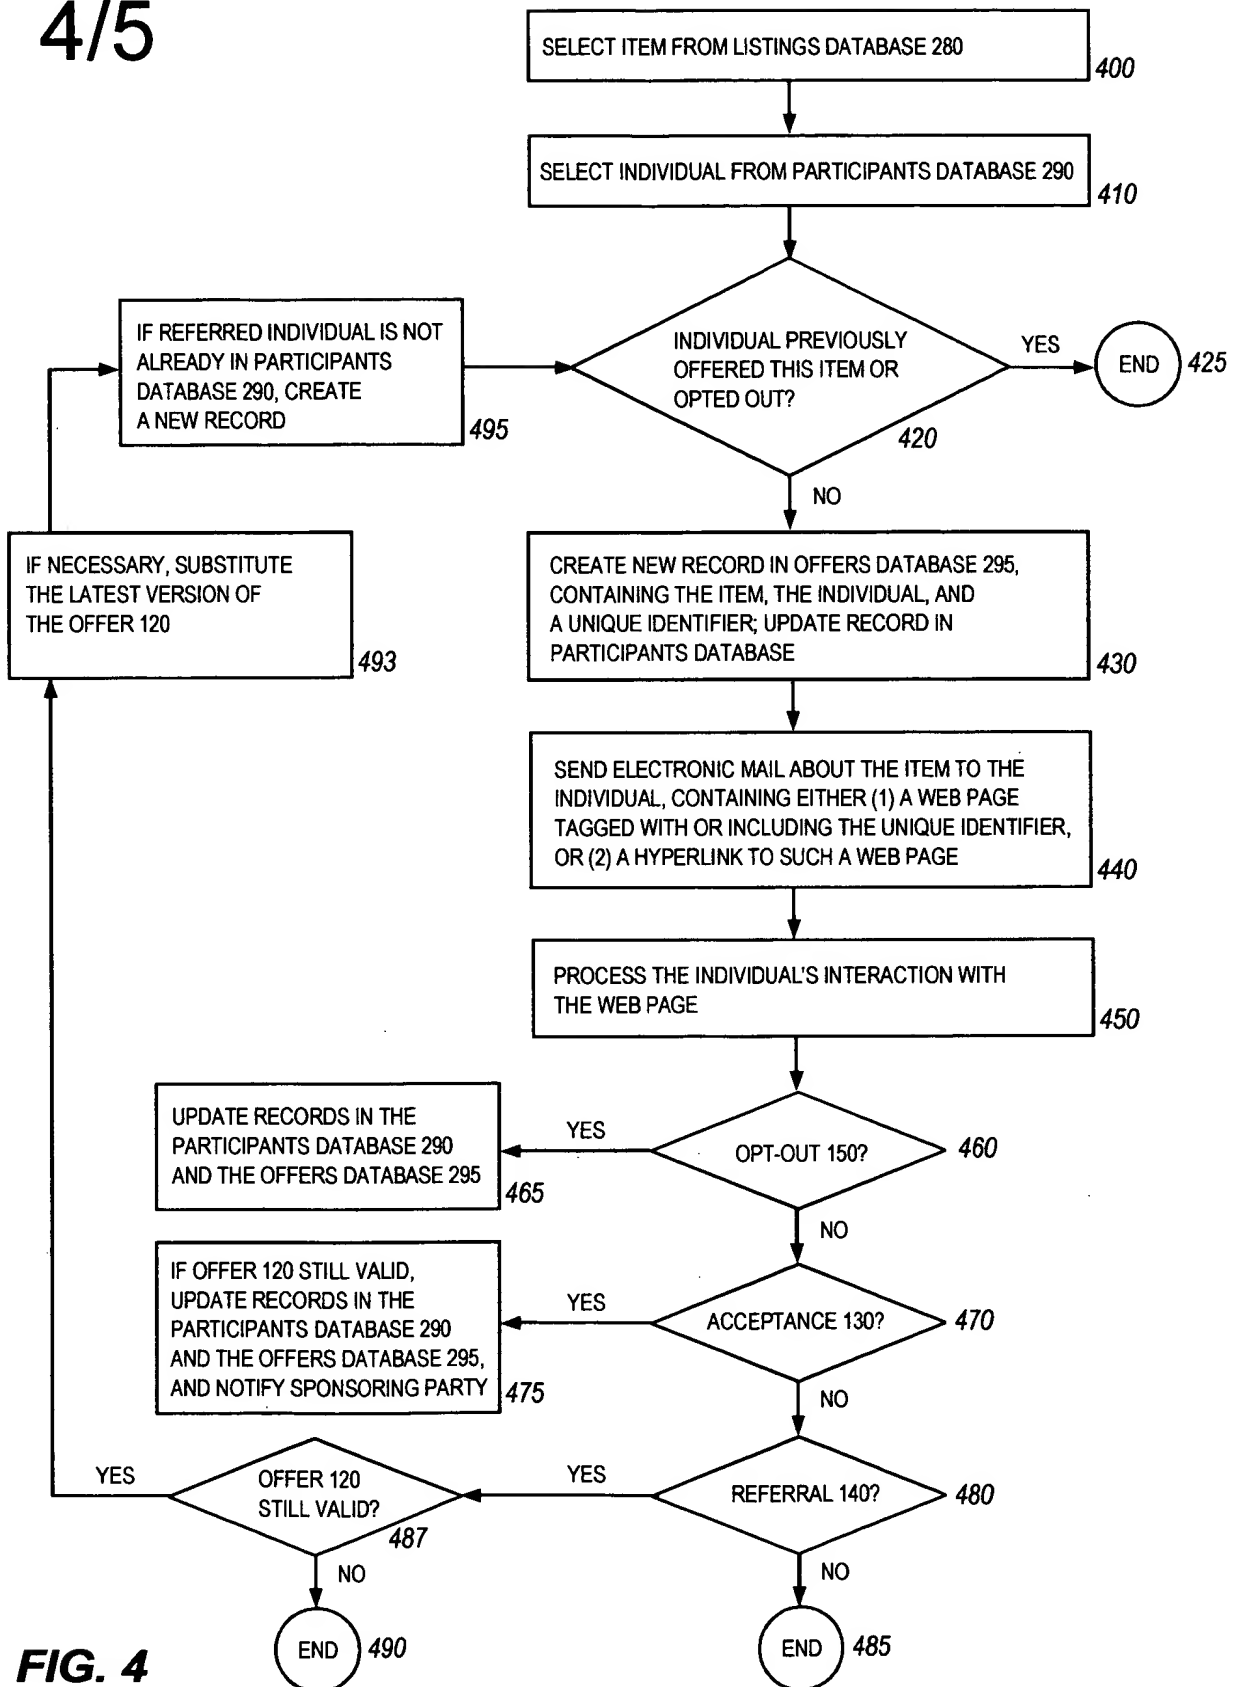 4/5
SELECT ITEM FROM LISTINGS DATABASE 280
400
SELECT INDIVIDUAL FROM PARTICIPANTS DATABASE 290
410
IF REFERRED INDIVIDUAL IS NOT
ALREADY IN PARTICIPANTS
DATABASE 290, CREATE
A NEW RECORD
495
INDIVIDUAL PREVIOUSLY
OFFERED THIS ITEM OR
OPTED OUT?
420
YES
END
425
NO
IF NECESSARY, SUBSTITUTE
THE LATEST VERSION OF
THE OFFER 120
493
CREATE NEW RECORD IN OFFERS DATABASE 295,
CONTAINING THE ITEM, THE INDIVIDUAL, AND
A UNIQUE IDENTIFIER; UPDATE RECORD IN
PARTICIPANTS DATABASE
430
SEND ELECTRONIC MAIL ABOUT THE ITEM TO THE
INDIVIDUAL, CONTAINING EITHER (1) A WEB PAGE
TAGGED WITH OR INCLUDING THE UNIQUE IDENTIFIER,
OR (2) A HYPERLINK TO SUCH A WEB PAGE
440
PROCESS THE INDIVIDUAL'S INTERACTION WITH
THE WEB PAGE
450
OPT-OUT 150?
460
YES
UPDATE RECORDS IN THE
PARTICIPANTS DATABASE 290
AND THE OFFERS DATABASE 295
465
NO
ACCEPTANCE 130?
470
YES
IF OFFER 120 STILL VALID,
UPDATE RECORDS IN THE
PARTICIPANTS DATABASE 290
AND THE OFFERS DATABASE 295,
AND NOTIFY SPONSORING PARTY
475
NO
REFERRAL 140?
480
YES
OFFER 120
STILL VALID?
487
YES
NO
END
490
NO
END
485
FIG. 4